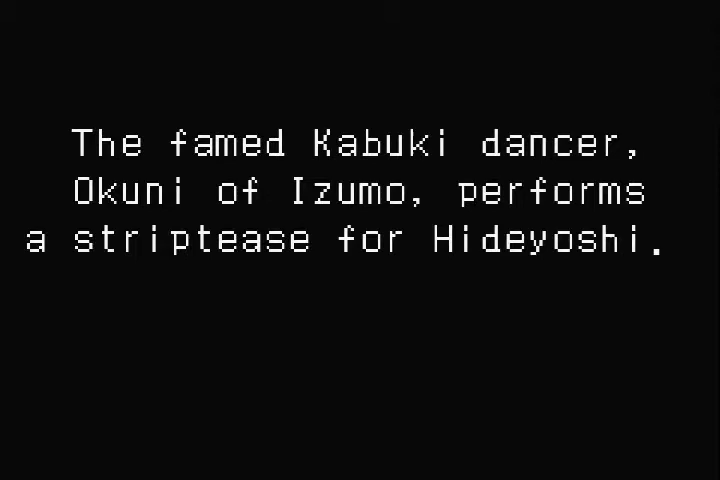 The famed Kabuki dancer,
Okuni of Izumo, performs
a striptease for Hideyoshi.